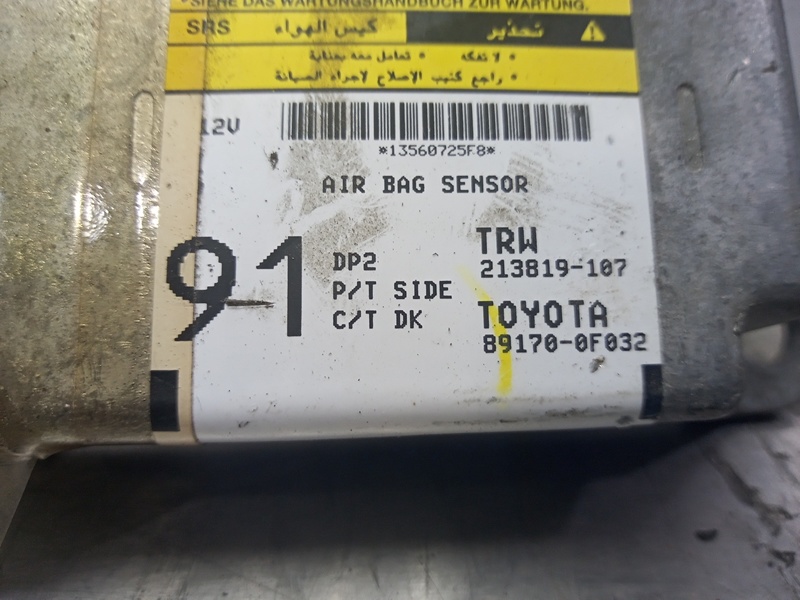 *SIEHE DAS WARTUNGSHANDBUCH ZUR WARTUNG.
SRS كيس الهواء تحذير
• لا تفكه • تعامل معه بعناية
• راجع كتيب الإصلاح لاجراء الصيانة
12V
*13560725F8*
AIR BAG SENSOR
91
DP2
P/T SIDE
C/T DK
TRW
213819-107
TOYOTA
89170-0F032